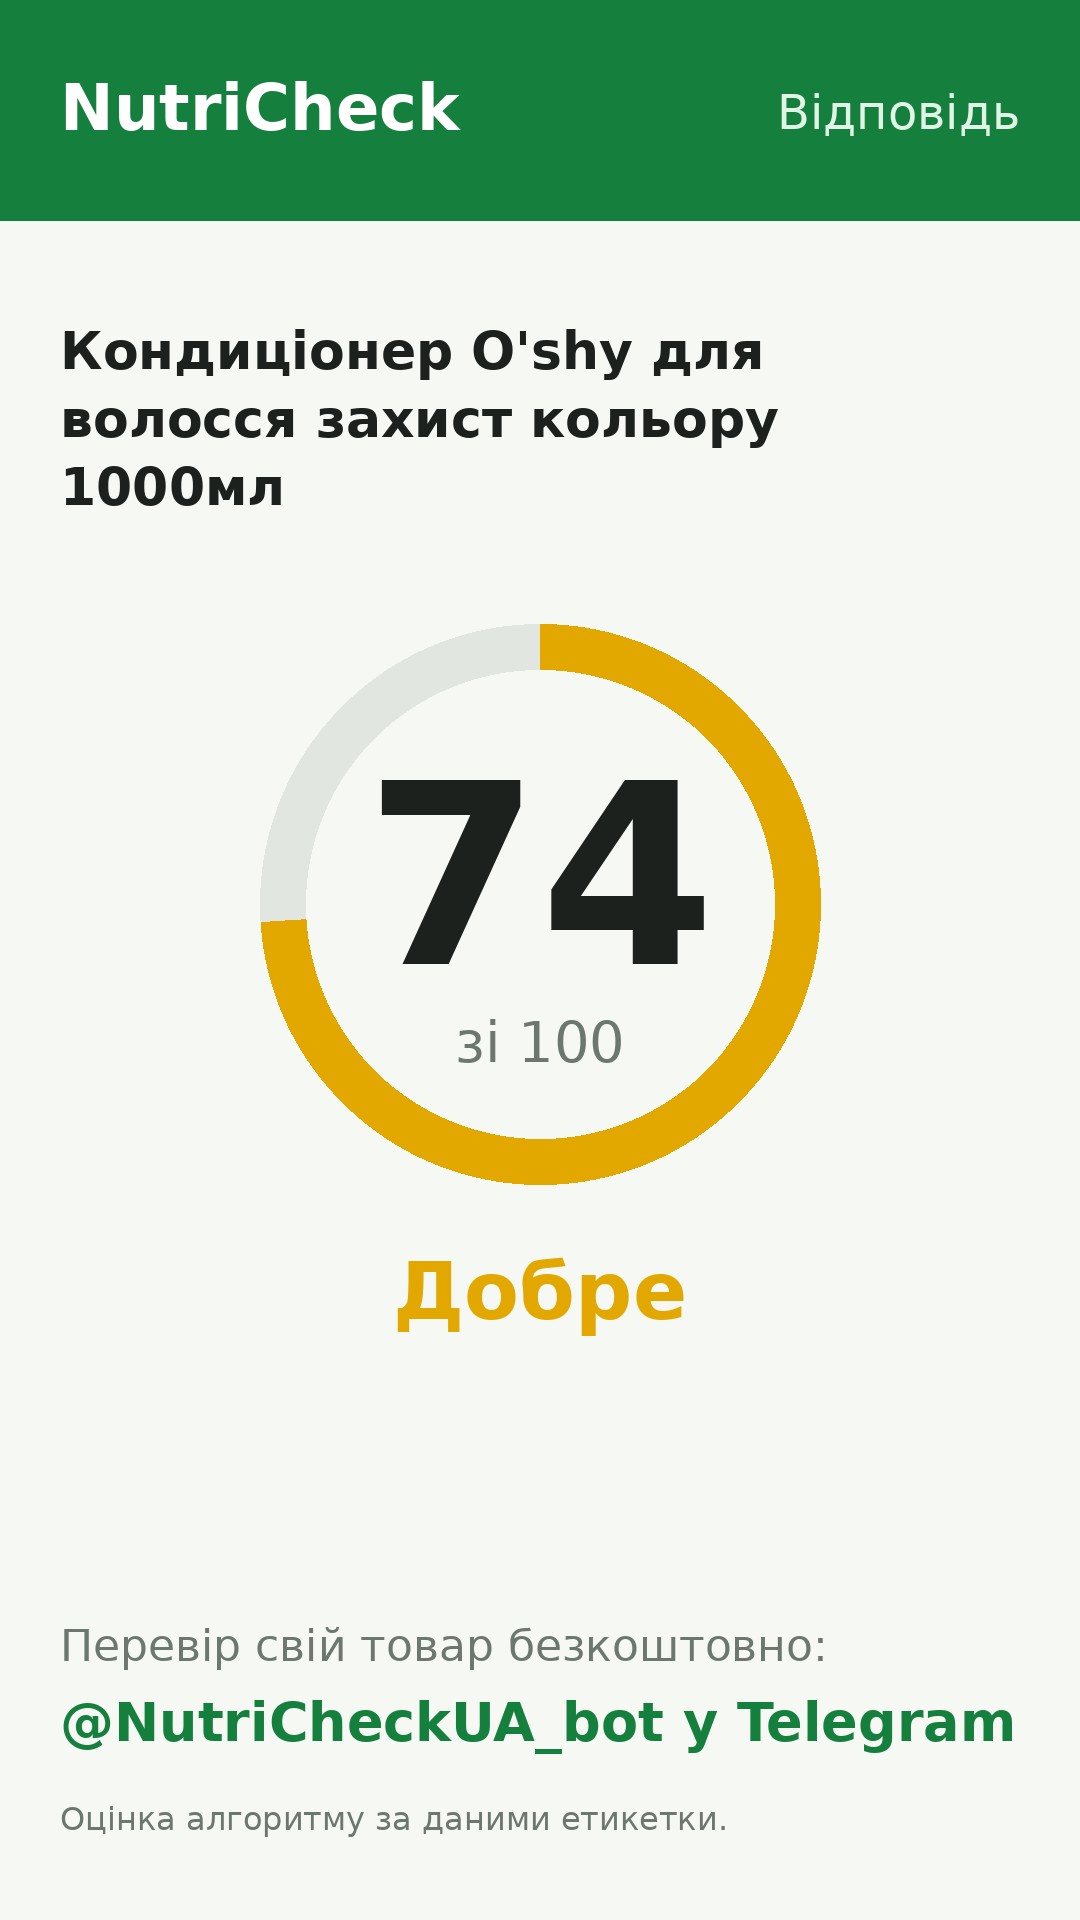 NutriCheck
Відповідь
Кондиціонер O'shy для
волосся захист кольору
1000мл
74
зі 100
Добре
Перевір свій товар безкоштовно:
@NutriCheckUA_bot у Telegram
Оцінка алгоритму за даними етикетки.